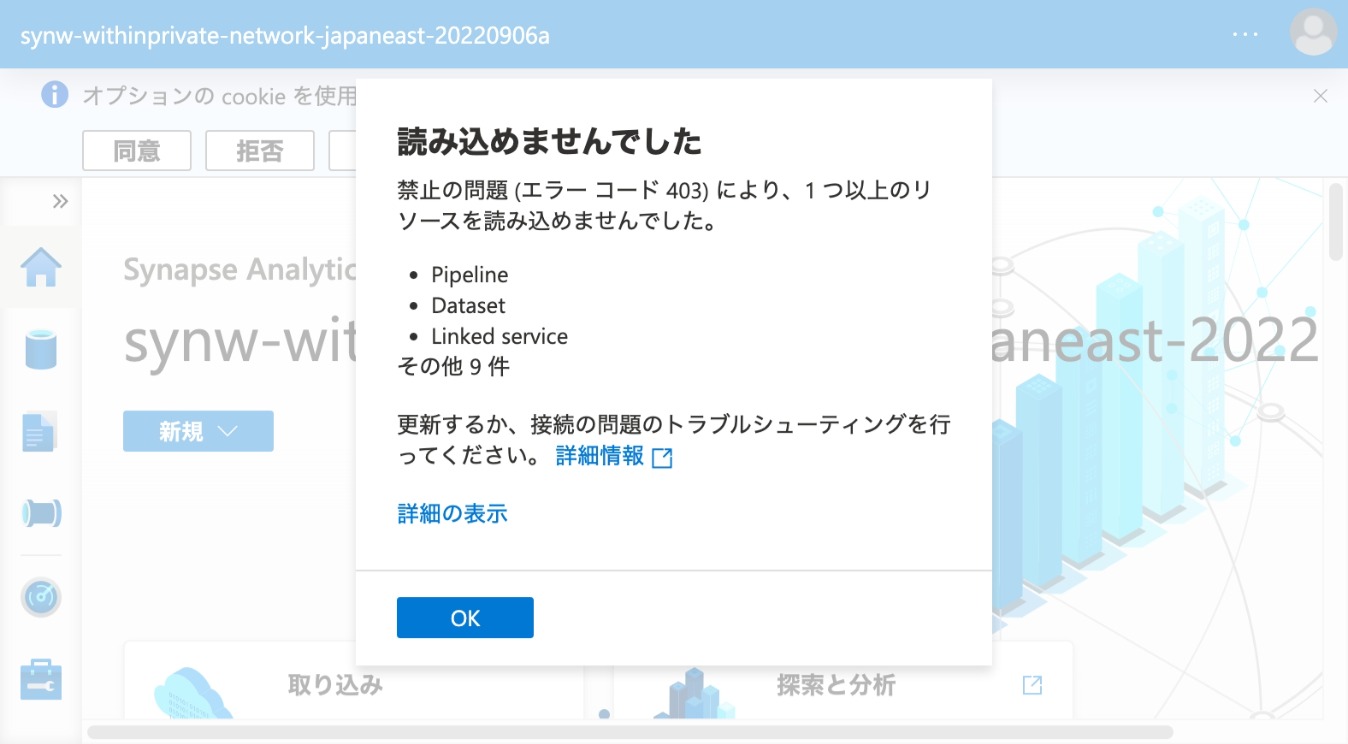 synw-withinprivate-network-japaneast-20220906a
オプションの cookie を使用
同意
拒否
読み込めませんでした
禁止の問題 (エラー コード 403) により、1 つ以上のリ
ソースを読み込めませんでした。
Pipeline
Dataset
Linked service
その他 9 件
更新するか、接続の問題のトラブルシューティングを行
ってください。 詳細情報
詳細の表示
OK
Synapse Analytic
synw-wit
aneast-2022
新規
取り込み
探索と分析